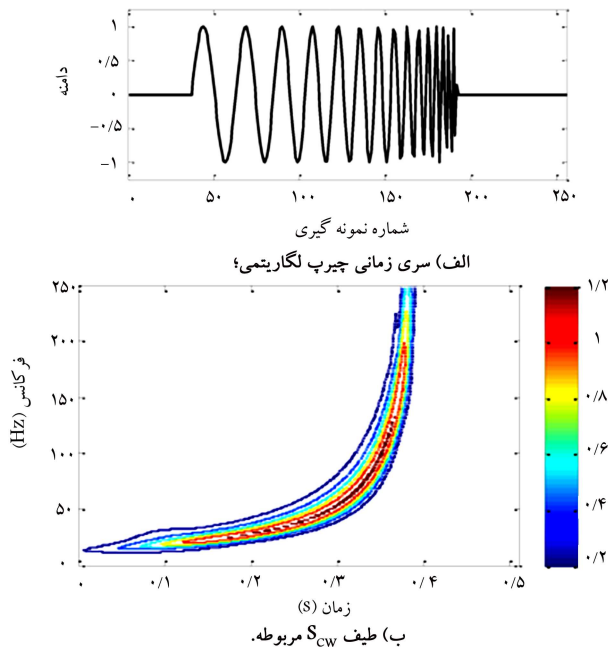 ۱
۰/۵
۰
−۰/۵
−۱
دامنه
۰ ۵۰ ۱۰۰ ۱۵۰ ۲۰۰ ۲۵۰
شماره نمونه گیری
الف) سری زمانی چیرپ لگاریتمی؛
۲۵۰
۲۰۰
۱۵۰
۱۰۰
۵۰
۰
فرکانس (Hz)
۰ ۰/۱ ۰/۲ ۰/۳ ۰/۴ ۰/۵
زمان (S)
۱/۲
۱
۰/۸
۰/۶
۰/۴
۰/۲
ب) طیف S_CW مربوطه.